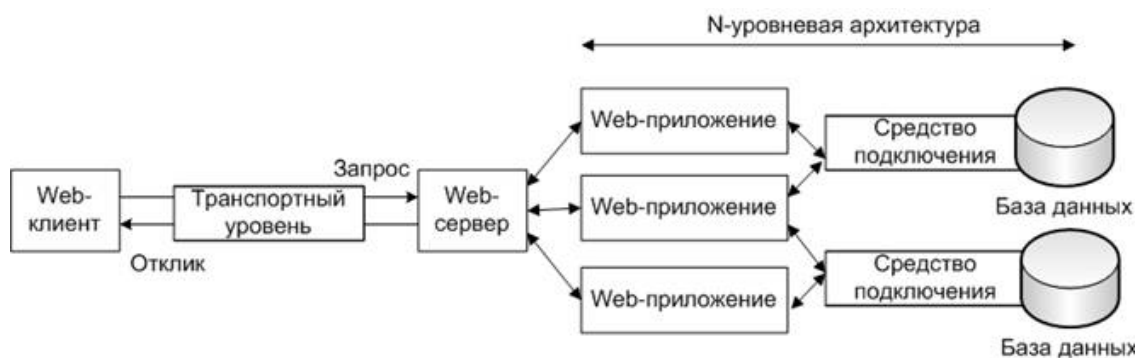 N-уровневая архитектура
Web-приложение
Средство
подключения
База данных
Запрос
Web-
клиент
Транспортный
уровень
Web-
сервер
Web-приложение
Отклик
Средство
подключения
Web-приложение
База данных